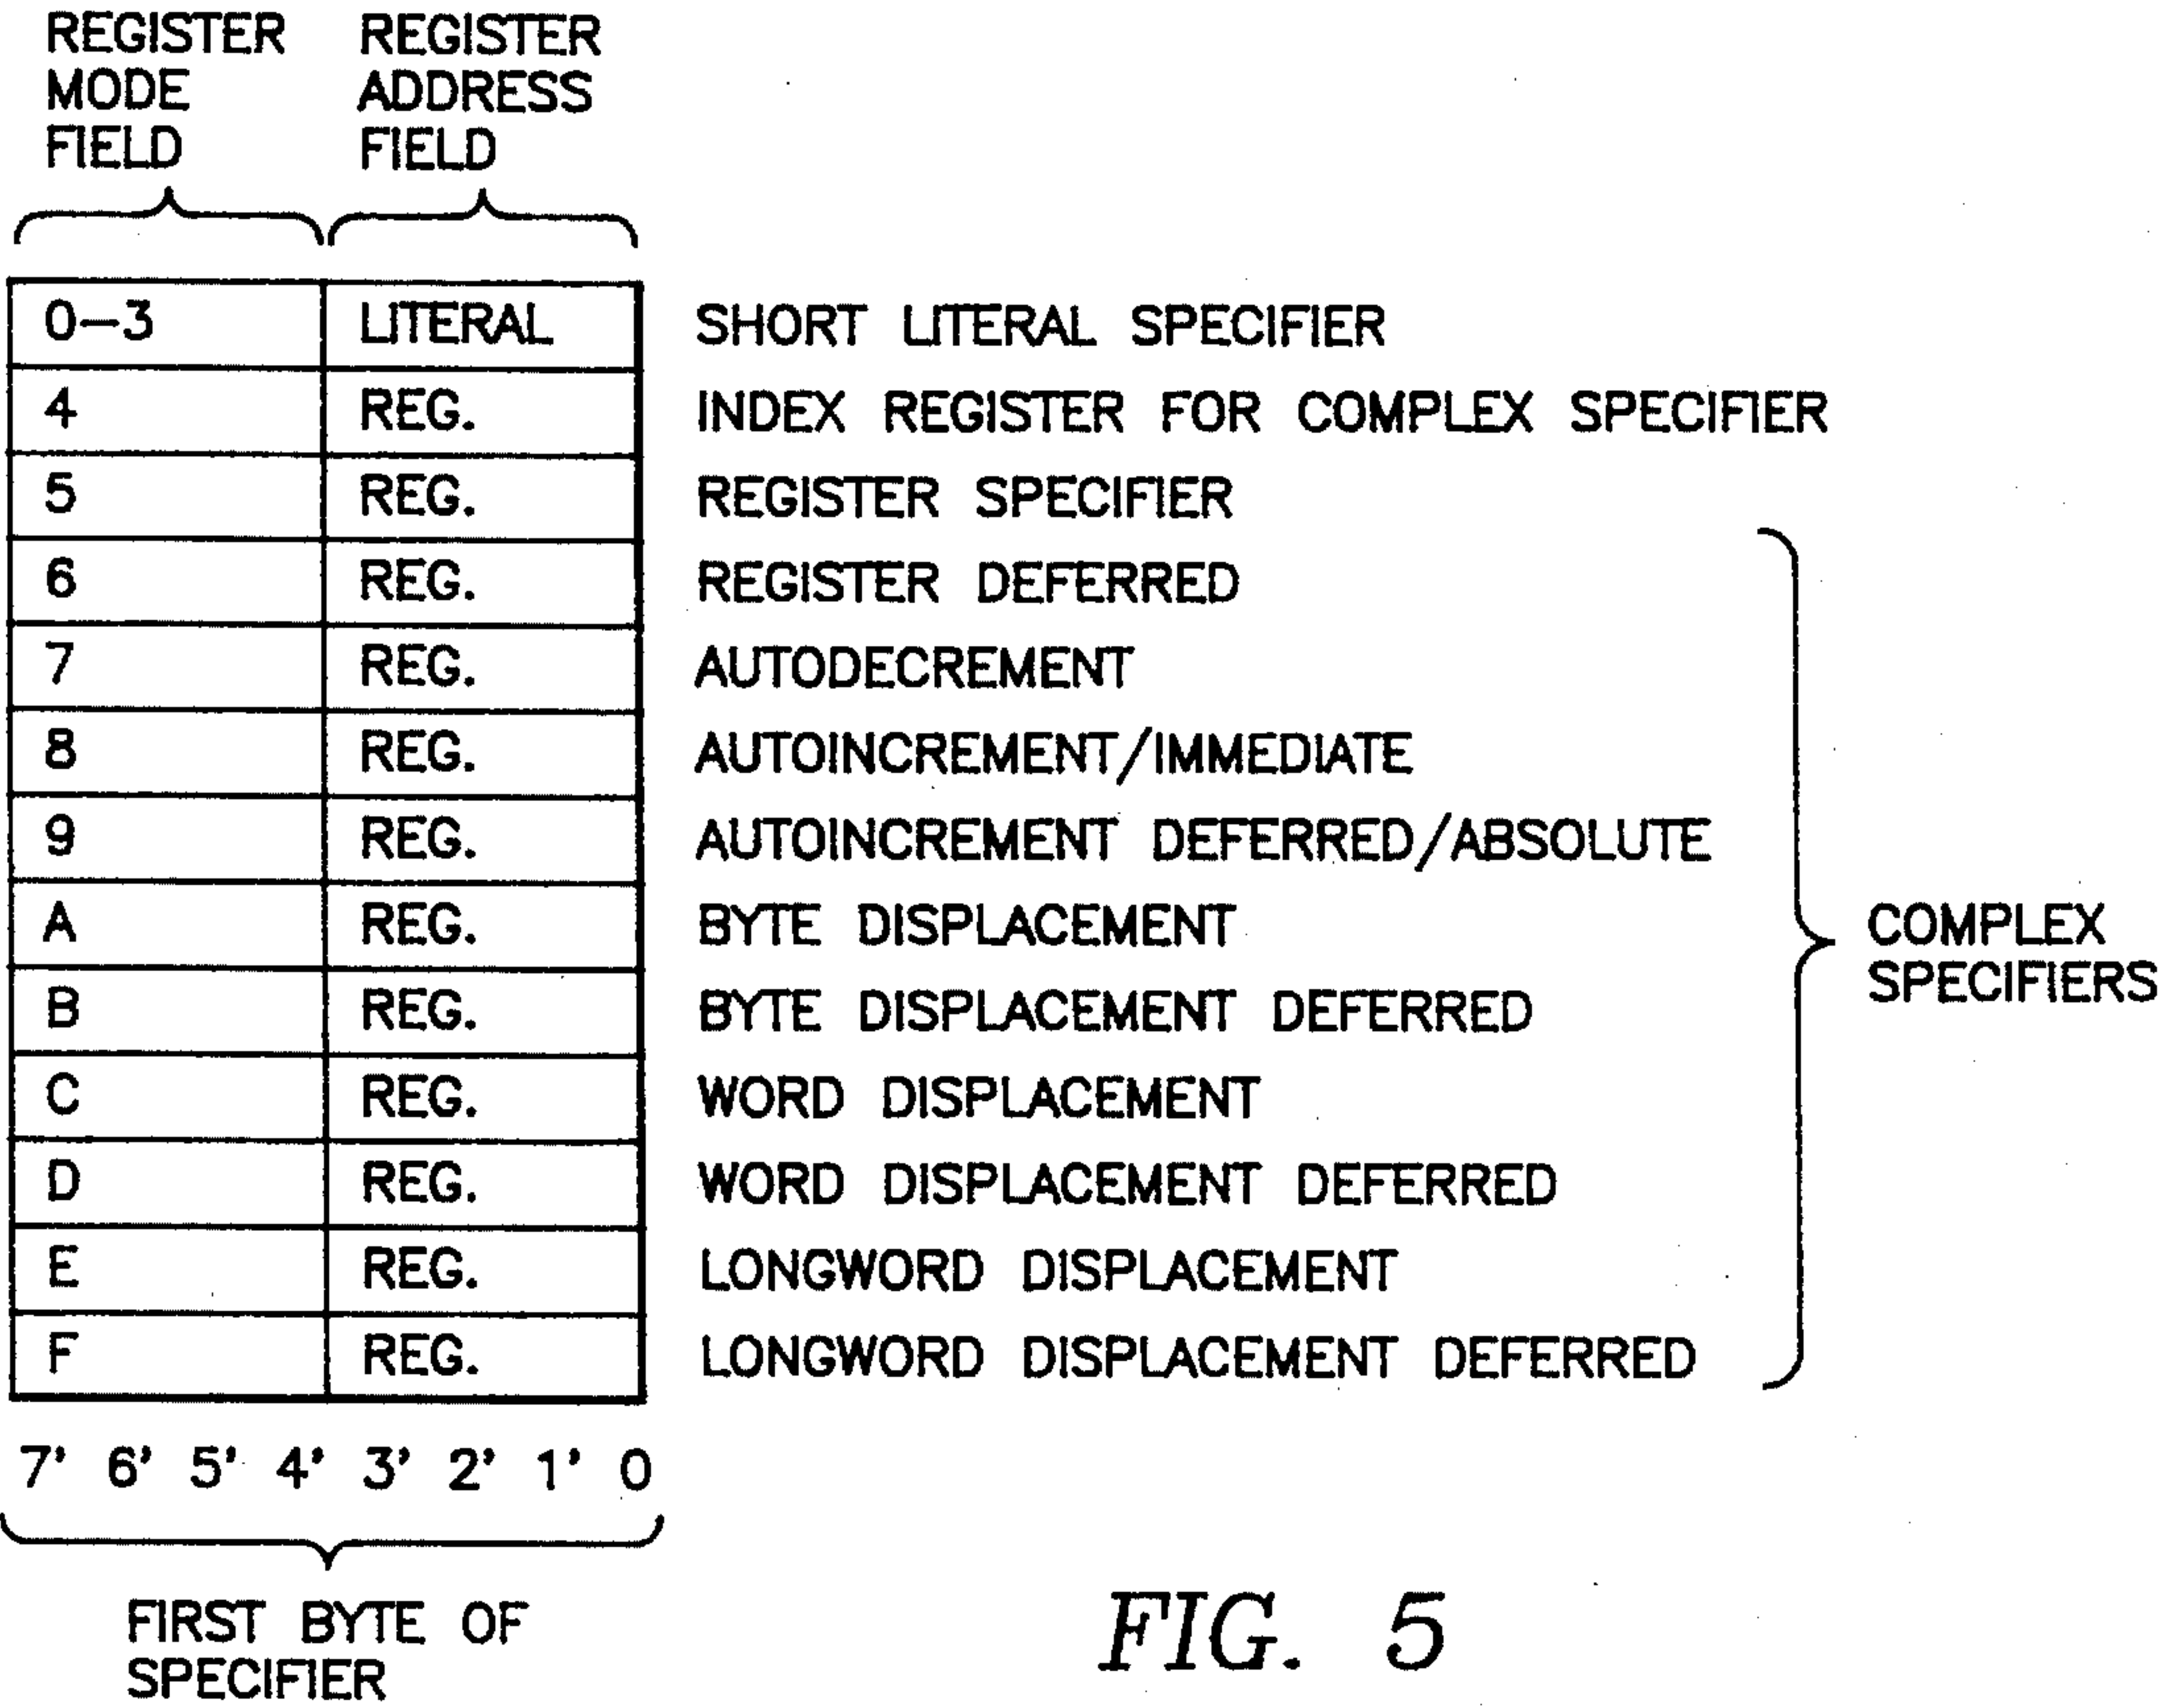 REGISTER MODE FIELD
REGISTER ADDRESS FIELD
0–3 LITERAL SHORT LITERAL SPECIFIER
4 REG. INDEX REGISTER FOR COMPLEX SPECIFIER
5 REG. REGISTER SPECIFIER
6 REG. REGISTER DEFERRED
7 REG. AUTODECREMENT
8 REG. AUTOINCREMENT/IMMEDIATE
9 REG. AUTOINCREMENT DEFERRED/ABSOLUTE
A REG. BYTE DISPLACEMENT
B REG. BYTE DISPLACEMENT DEFERRED
C REG. WORD DISPLACEMENT
D REG. WORD DISPLACEMENT DEFERRED
E REG. LONGWORD DISPLACEMENT
F REG. LONGWORD DISPLACEMENT DEFERRED
COMPLEX
SPECIFIERS
7' 6' 5' 4' 3' 2' 1' 0
FIRST BYTE OF
SPECIFIER
FIG. 5